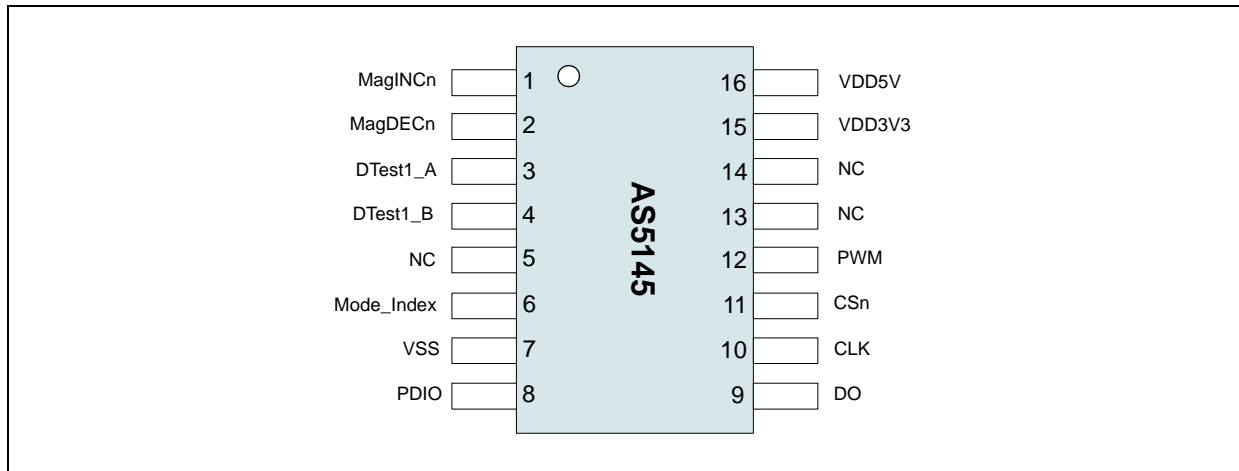 MagINCn 1 16 VDD5V
MagDECn 2 15 VDD3V3
DTest1_A 3 14 NC
DTest1_B 4 13 NC
NC 5 12 PWM
Mode_Index 6 11 CSn
VSS 7 10 CLK
PDIO 8 9 DO
AS5145